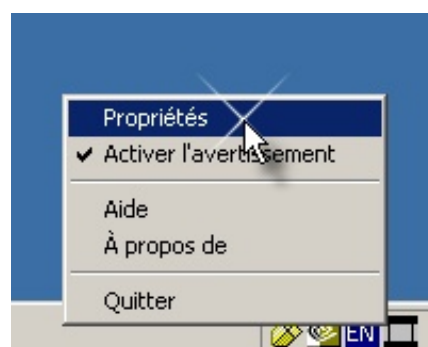 Propriétés
Activer l'avertissement
Aide
À propos de
Quitter
EN